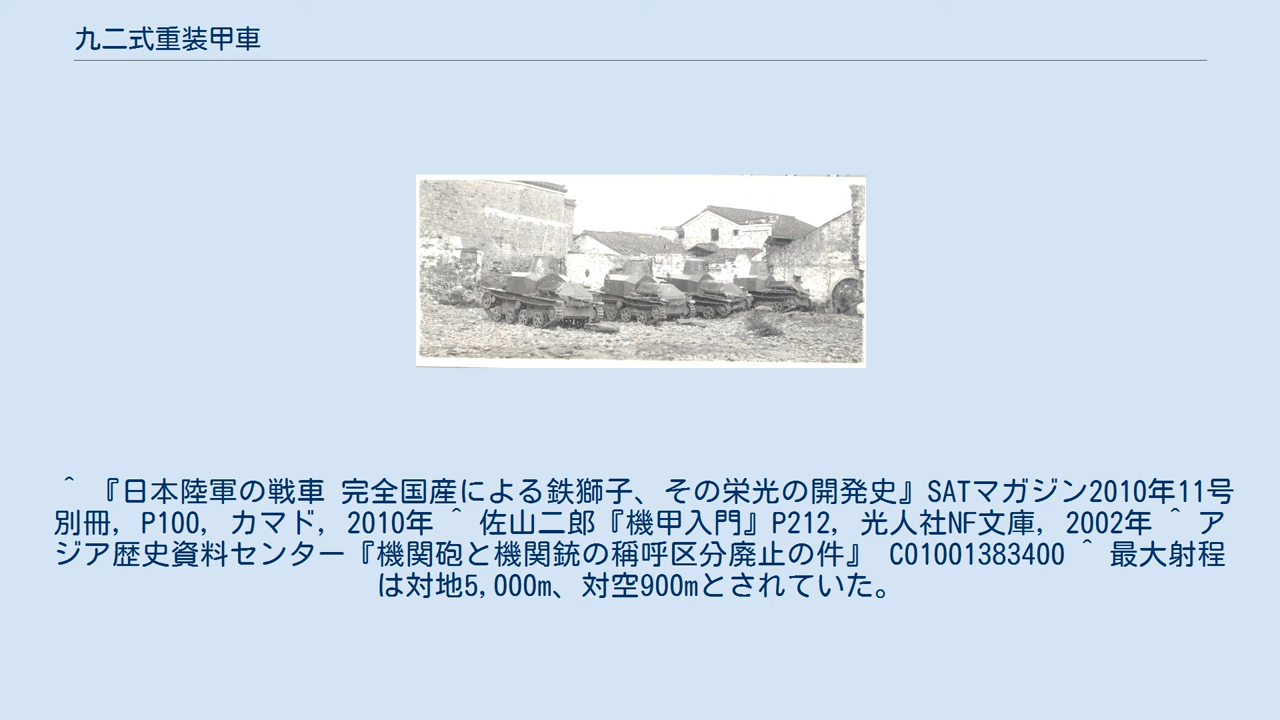 九二式重装甲車
^ 『日本陸軍の戦車 完全国産による鉄獅子、その栄光の開発史』SATマガジン2010年11号
別冊, P100, カマド, 2010年 ^ 佐山二郎『機甲入門』P212, 光人社NF文庫, 2002年 ^ ア
ジア歴史資料センター『機関砲と機関銃の稱呼区分廃止の件』 C01001383400 ^ 最大射程
は対地5,000m、対空900mとされていた。